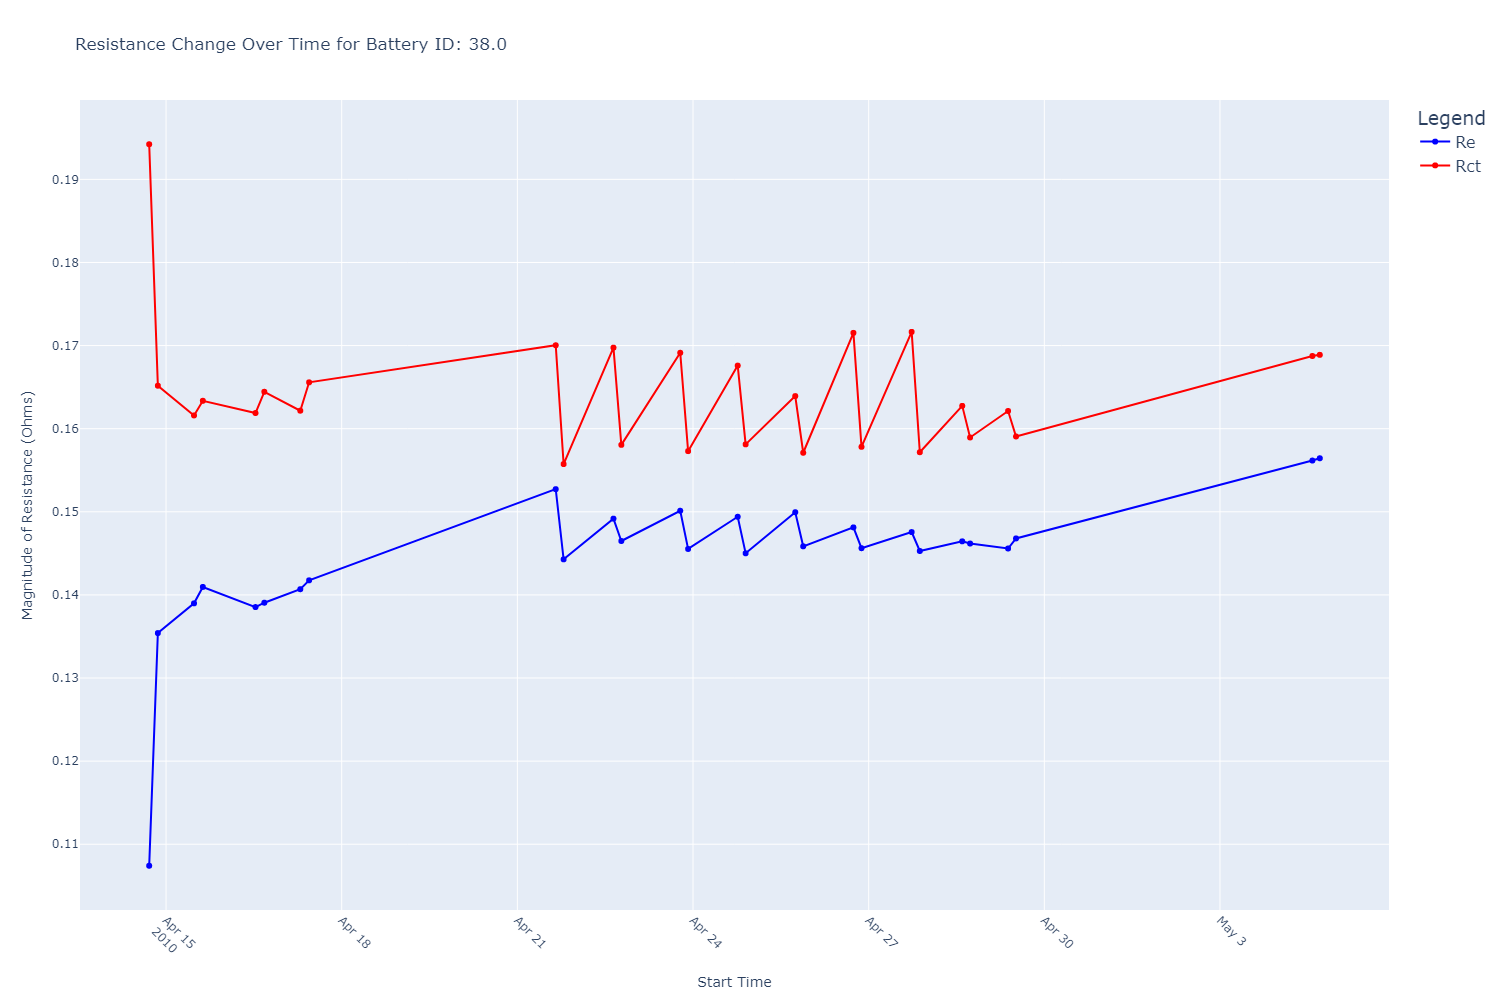 Resistance Change Over Time for Battery ID: 38.0
Legend
Re
Rct
Magnitude of Resistance (Ohms)
0.19
0.18
0.17
0.16
0.15
0.14
0.13
0.12
0.11
Apr 15
2010
Apr 18
Apr 21
Apr 24
Apr 27
Apr 30
May 3
Start Time